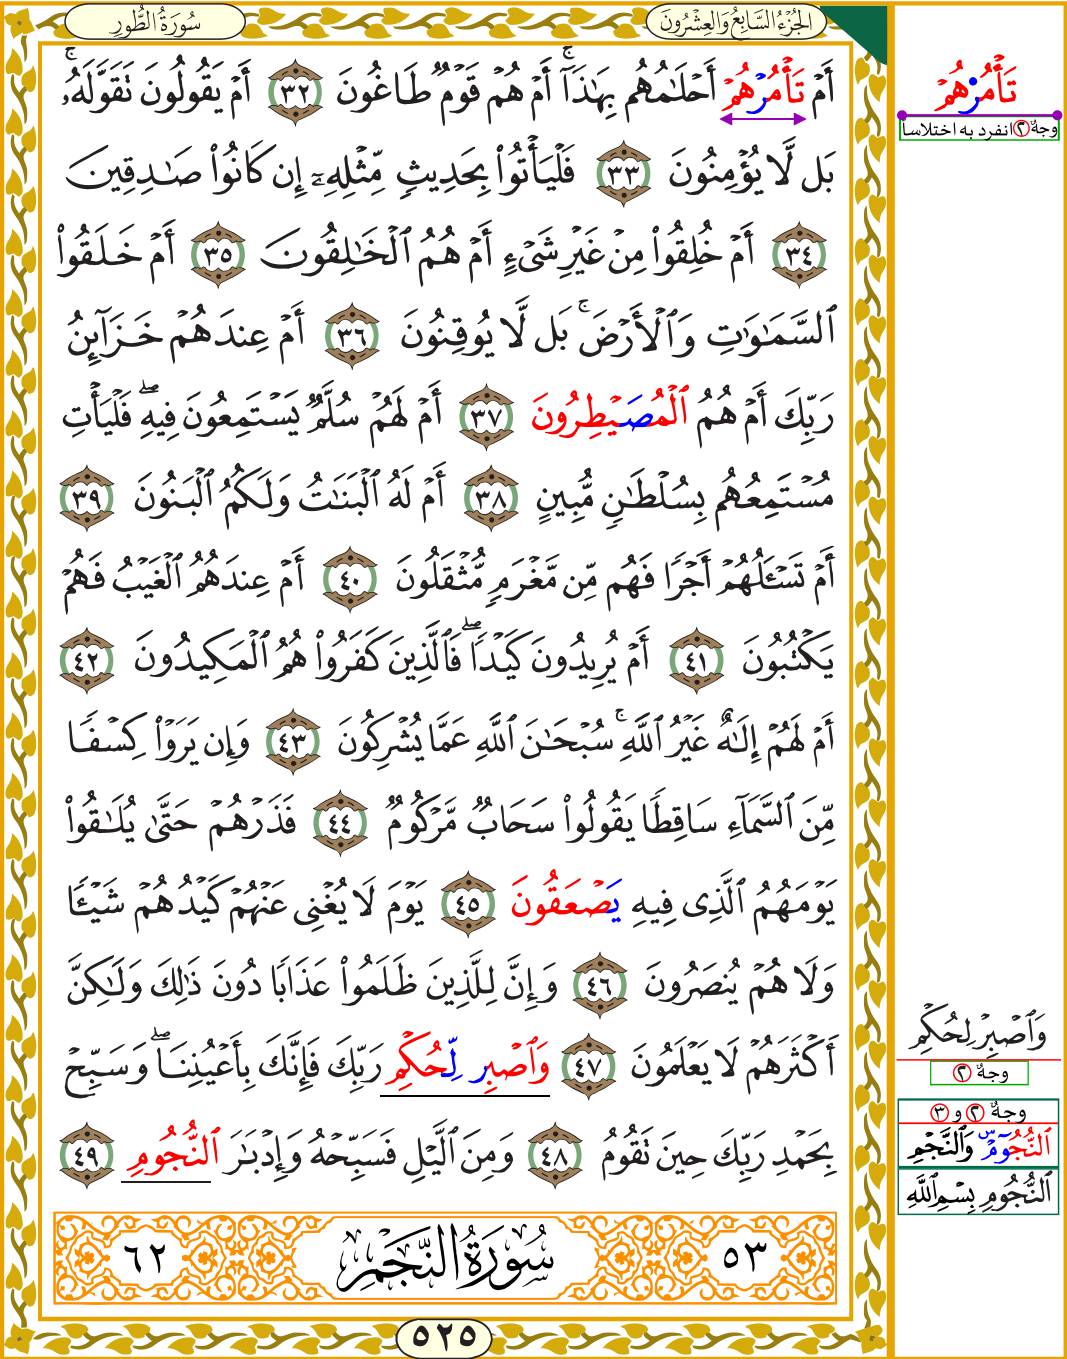 الجُزْءُ السَّابِعُ وَالْعِشْرُونَ
سُورَةُ الطُّورِ
أَمْ تَأْمُرْهُمْ أَحْلَٰمُهُم بِهَٰذَآۚ أَمْ هُمْ قَوْمٌ طَاغُونَ ٣٢ أَمْ يَقُولُونَ تَقَوَّلَهُۥۚ
بَل لَّا يُؤْمِنُونَ ٣٣ فَلْيَأْتُوا۟ بِحَدِيثٍ مِّثْلِهِۦٓ إِن كَانُوا۟ صَٰدِقِينَ
٣٤ أَمْ خُلِقُوا۟ مِنْ غَيْرِ شَىْءٍ أَمْ هُمُ ٱلْخَٰلِقُونَ ٣٥ أَمْ خَلَقُوا۟
ٱلسَّمَٰوَٰتِ وَٱلْأَرْضَۚ بَل لَّا يُوقِنُونَ ٣٦ أَمْ عِندَهُمْ خَزَآئِنُ
رَبِّكَ أَمْ هُمُ ٱلْمُصَيْطِرُونَ ٣٧ أَمْ لَهُمْ سُلَّمٌ يَسْتَمِعُونَ فِيهِۖ فَلْيَأْتِ
مُسْتَمِعُهُم بِسُلْطَٰنٍ مُّبِينٍ ٣٨ أَمْ لَهُ ٱلْبَنَٰتُ وَلَكُمُ ٱلْبَنُونَ ٣٩
أَمْ تَسْـَٔلُهُمْ أَجْرًا فَهُم مِّن مَّغْرَمٍ مُّثْقَلُونَ ٤٠ أَمْ عِندَهُمُ ٱلْغَيْبُ فَهُمْ
يَكْتُبُونَ ٤١ أَمْ يُرِيدُونَ كَيْدًاۖ فَٱلَّذِينَ كَفَرُوا۟ هُمُ ٱلْمَكِيدُونَ ٤٢
أَمْ لَهُمْ إِلَٰهٌ غَيْرُ ٱللَّهِۚ سُبْحَٰنَ ٱللَّهِ عَمَّا يُشْرِكُونَ ٤٣ وَإِن يَرَوْا۟ كِسْفًا
مِّنَ ٱلسَّمَآءِ سَاقِطًا يَقُولُوا۟ سَحَابٌ مَّرْكُومٌ ٤٤ فَذَرْهُمْ حَتَّىٰ يُلَٰقُوا۟
يَوْمَهُمُ ٱلَّذِى فِيهِ يَصْعَقُونَ ٤٥ يَوْمَ لَا يُغْنِى عَنْهُمْ كَيْدُهُمْ شَيْـًٔا
وَلَا هُمْ يُنصَرُونَ ٤٦ وَإِنَّ لِلَّذِينَ ظَلَمُوا۟ عَذَابًا دُونَ ذَٰلِكَ وَلَٰكِنَّ
أَكْثَرَهُمْ لَا يَعْلَمُونَ ٤٧ وَٱصْبِر لِّحُكْمِ رَبِّكَ فَإِنَّكَ بِأَعْيُنِنَاۖ وَسَبِّحْ
بِحَمْدِ رَبِّكَ حِينَ تَقُومُ ٤٨ وَمِنَ ٱلَّيْلِ فَسَبِّحْهُ وَإِدْبَٰرَ ٱلنُّجُومِ ٤٩
٥٣ سُورَةُ النَّجْمِ ٦٢
٥٢٥
تَأْمُرْهُمْ
وجهٌ ٢ انفرد به اختلاسا
وَٱصْبِرْ لِحُكْمِ
وجهٌ ٢
وجهٌ ٢ و ٣
ٱلنُّجُومْ ۜ وَٱلنَّجْمِ
ٱلنُّجُومِ بِسْمِ ٱللَّهِ